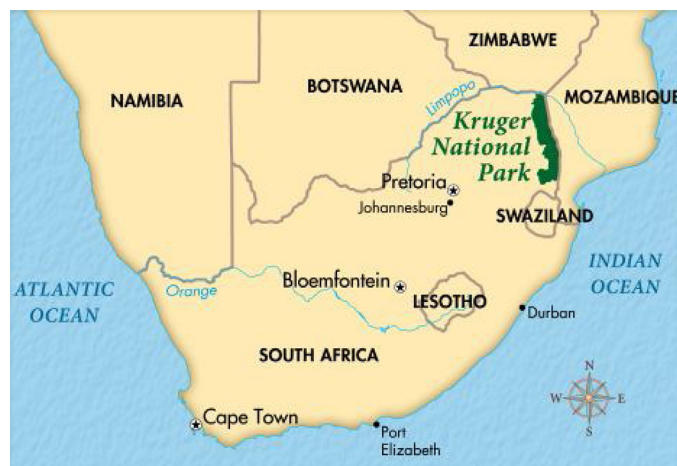 ZIMBABWE
BOTSWANA
NAMIBIA
Limpopo
MOZAMBIQUE
Kruger
National
Park
Pretoria
Johannesburg
SWAZILAND
INDIAN
OCEAN
ATLANTIC
OCEAN
Orange
Bloemfontein
LESOTHO
Durban
SOUTH AFRICA
N
W
E
S
Cape Town
Port
Elizabeth